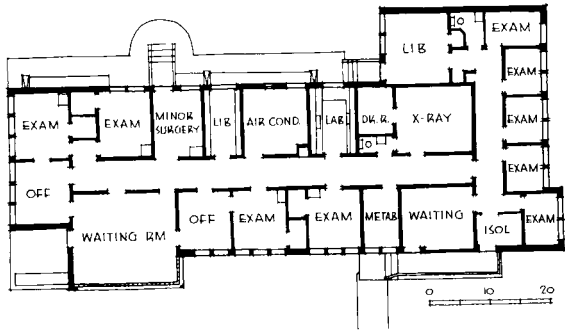 LIB
EXAM
EXAM
EXAM
EXAM
MINOR
SURGERY
LIB
AIR COND.
LAB
DK. R.
X-RAY
EXAM
EXAM
OFF
OFF
EXAM
EXAM
METAB
WAITING
ISOL
EXAM
WAITING RM
0 10 20